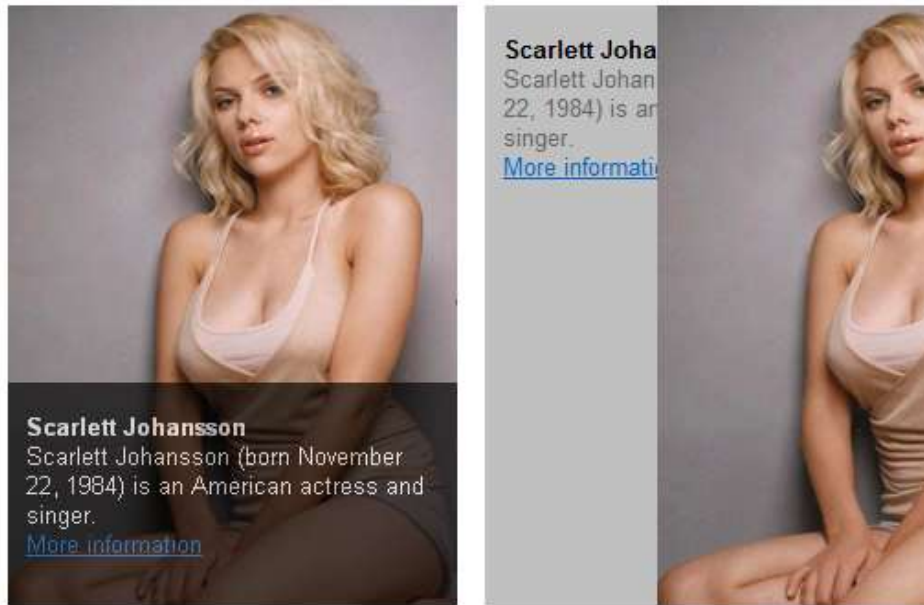 Scarlett Johansson
Scarlett Johansson (born November
22, 1984) is an American actress and
singer.
More information
Scarlett Joha
Scarlett Johan
22, 1984) is an
singer.
More informati